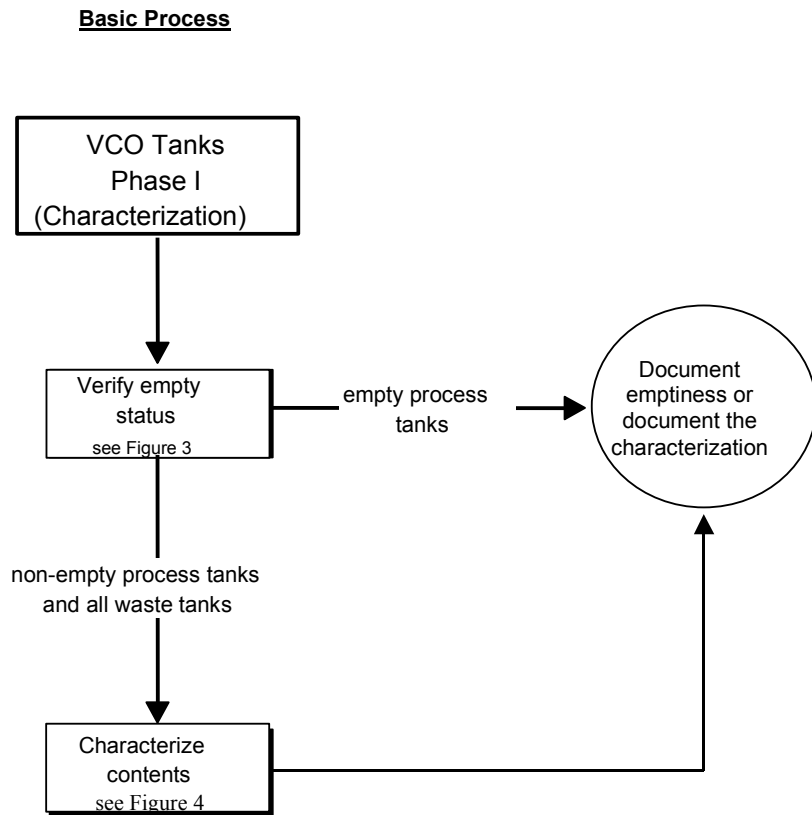 Basic Process
VCO Tanks
Phase I
(Characterization)
Verify empty
status
see Figure 3
empty process
tanks
Document
emptiness or
document the
characterization
non-empty process tanks
and all waste tanks
Characterize
contents
see Figure 4